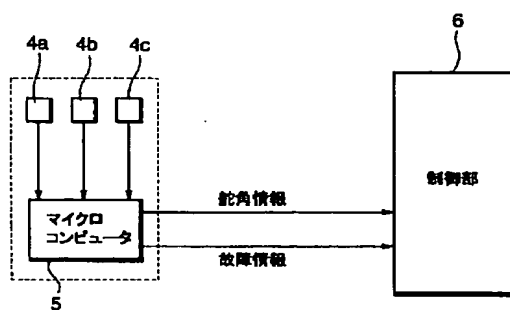 4a 4b 4c
6
マイクロ
コンピュータ
5
舵角情報
故障情報
制御部